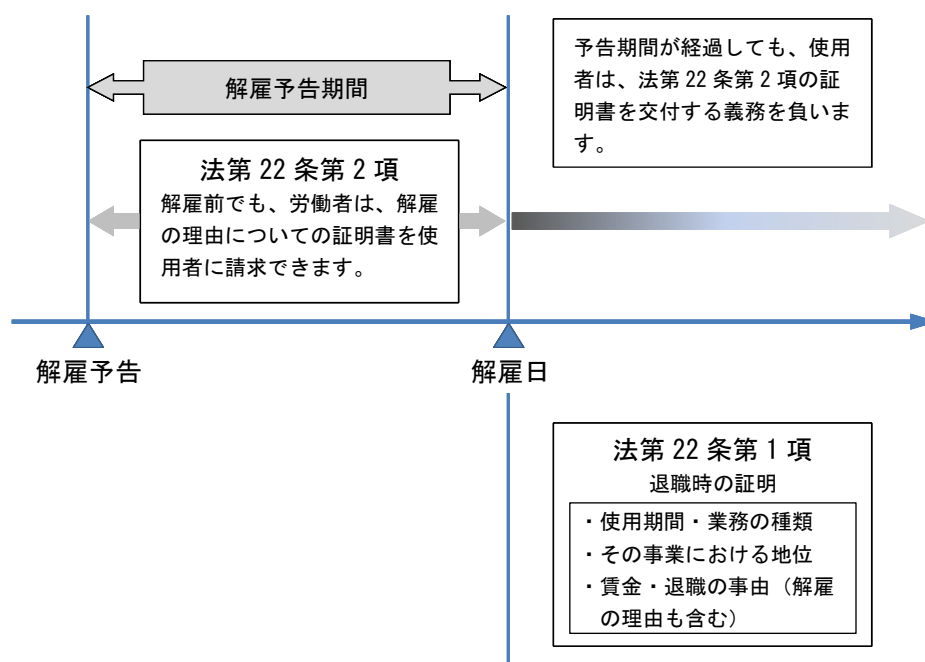 解雇予告期間
予告期間が経過しても、使用
者は、法第 22 条第 2 項の証
明書を交付する義務を負いま
す。
法第 22 条第 2 項
解雇前でも、労働者は、解雇
の理由についての証明書を使
用者に請求できます。
解雇予告
解雇日
法第 22 条第 1 項
退職時の証明
・使用期間・業務の種類
・その事業における地位
・賃金・退職の事由（解雇
の理由も含む）